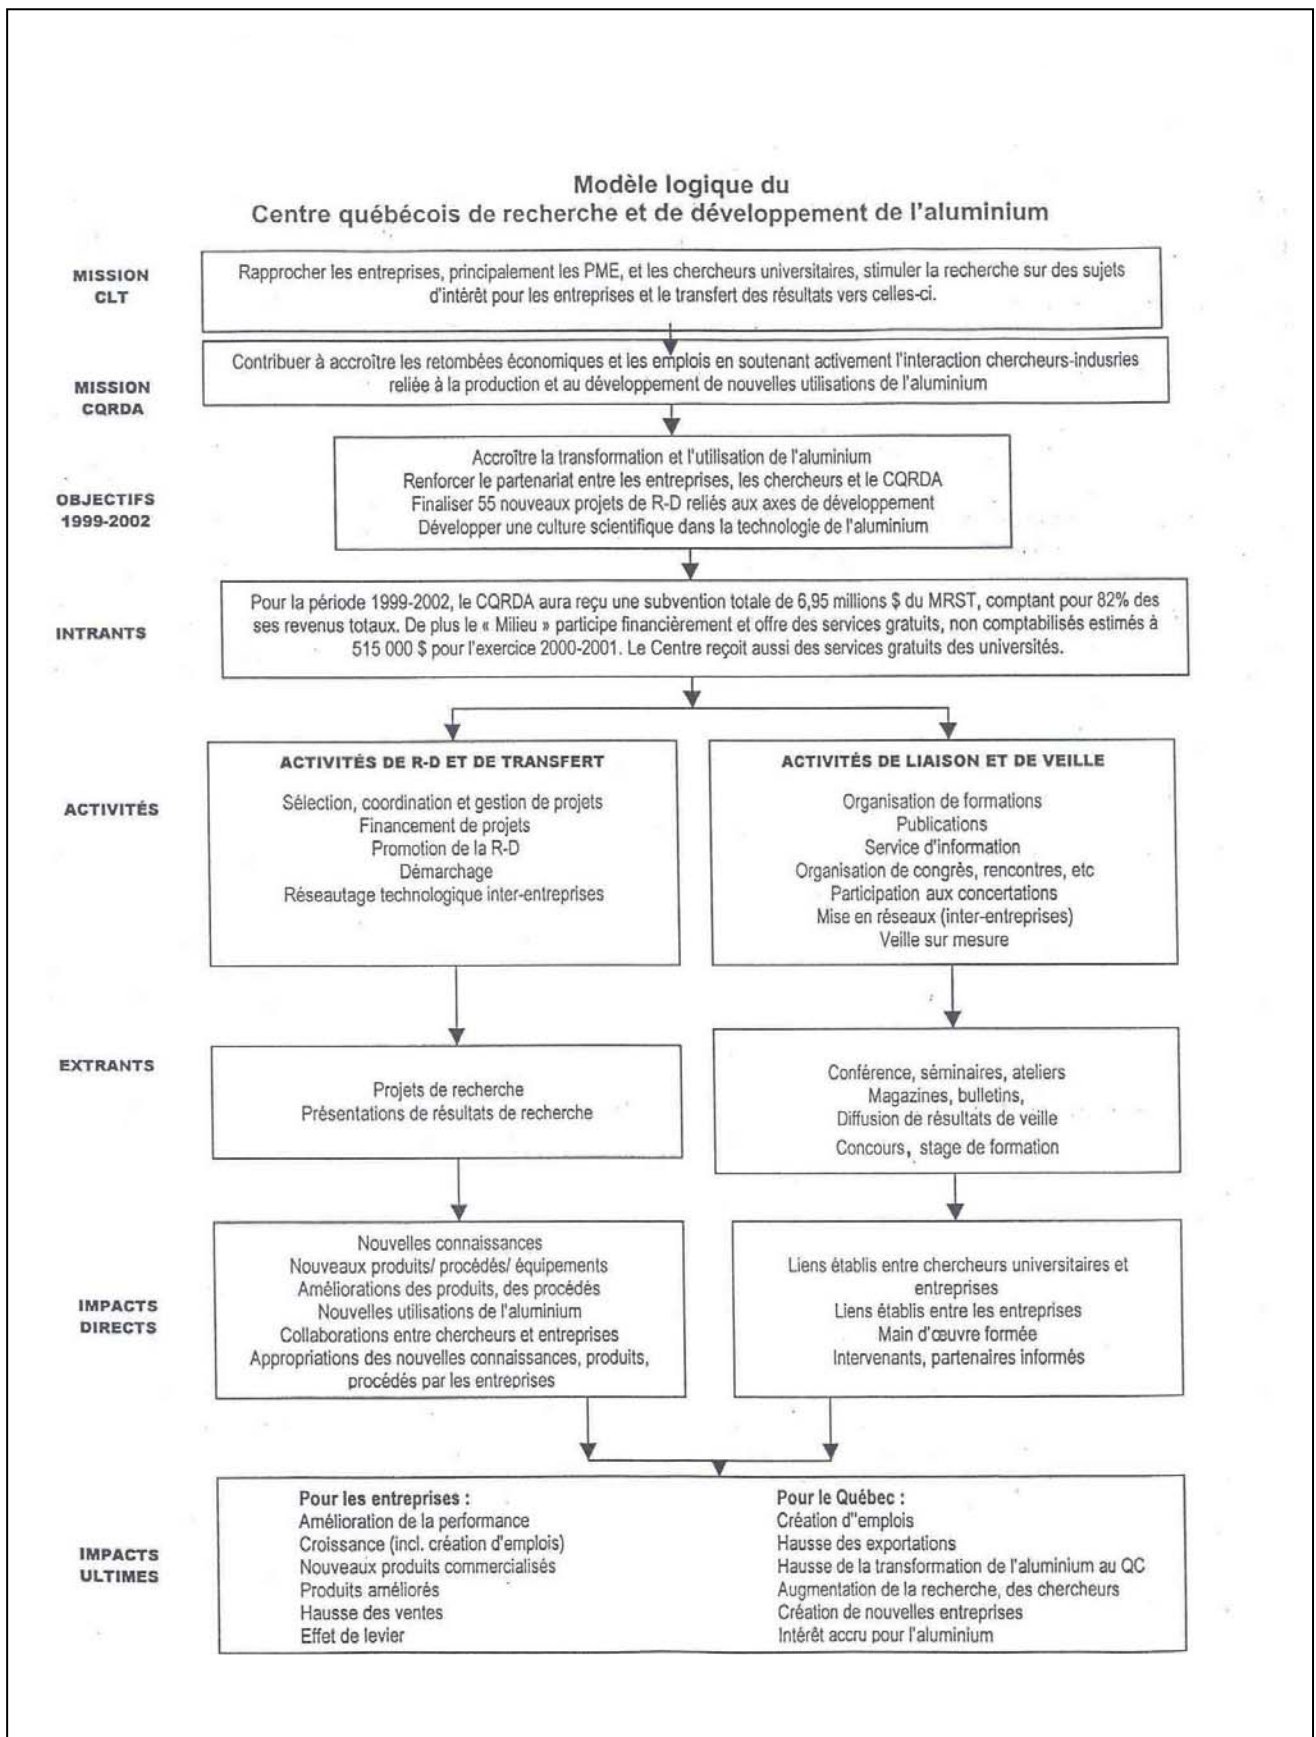 Modèle logique du
Centre québécois de recherche et de développement de l'aluminium
MISSION
CLT
Rapprocher les entreprises, principalement les PME, et les chercheurs universitaires, stimuler la recherche sur des sujets
d'intérêt pour les entreprises et le transfert des résultats vers celles-ci.
MISSION
CQRDA
Contribuer à accroître les retombées économiques et les emplois en soutenant activement l'interaction chercheurs-indusries
reliée à la production et au développement de nouvelles utilisations de l'aluminium
OBJECTIFS
1999-2002
Accroître la transformation et l'utilisation de l'aluminium
Renforcer le partenariat entre les entreprises, les chercheurs et le CQRDA
Finaliser 55 nouveaux projets de R-D reliés aux axes de développement
Développer une culture scientifique dans la technologie de l'aluminium
INTRANTS
Pour la période 1999-2002, le CQRDA aura reçu une subvention totale de 6,95 millions $ du MRST, comptant pour 82% des
ses revenus totaux. De plus le « Milieu » participe financièrement et offre des services gratuits, non comptabilisés estimés à
515 000 $ pour l'exercice 2000-2001. Le Centre reçoit aussi des services gratuits des universités.
ACTIVITÉS
ACTIVITÉS DE R-D ET DE TRANSFERT
Sélection, coordination et gestion de projets
Financement de projets
Promotion de la R-D
Démarchage
Réseautage technologique inter-entreprises
ACTIVITÉS DE LIAISON ET DE VEILLE
Organisation de formations
Publications
Service d'information
Organisation de congrès, rencontres, etc
Participation aux concertations
Mise en réseaux (inter-entreprises)
Veille sur mesure
EXTRANTS
Projets de recherche
Présentations de résultats de recherche
Conférence, séminaires, ateliers
Magazines, bulletins,
Diffusion de résultats de veille
Concours, stage de formation
IMPACTS
DIRECTS
Nouvelles connaissances
Nouveaux produits/ procédés/ équipements
Améliorations des produits, des procédés
Nouvelles utilisations de l'aluminium
Collaborations entre chercheurs et entreprises
Appropriations des nouvelles connaissances, produits,
procédés par les entreprises
Liens établis entre chercheurs universitaires et
entreprises
Liens établis entre les entreprises
Main d'œuvre formée
Intervenants, partenaires informés
IMPACTS
ULTIMES
Pour les entreprises :
Amélioration de la performance
Croissance (incl. création d'emplois)
Nouveaux produits commercialisés
Produits améliorés
Hausse des ventes
Effet de levier
Pour le Québec :
Création d"emplois
Hausse des exportations
Hausse de la transformation de l'aluminium au QC
Augmentation de la recherche, des chercheurs
Création de nouvelles entreprises
Intérêt accru pour l'aluminium